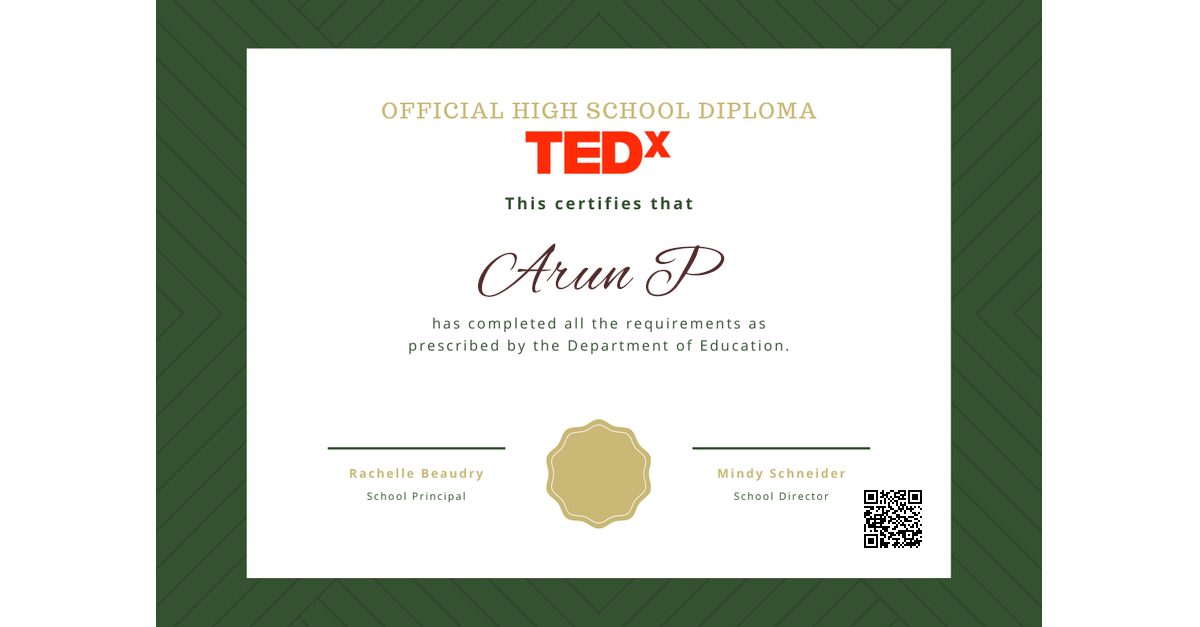 OFFICIAL HIGH SCHOOL DIPLOMA
TEDx
This certifies that
Arun P
has completed all the requirements as
prescribed by the Department of Education.
Rachelle Beaudry
School Principal
Mindy Schneider
School Director